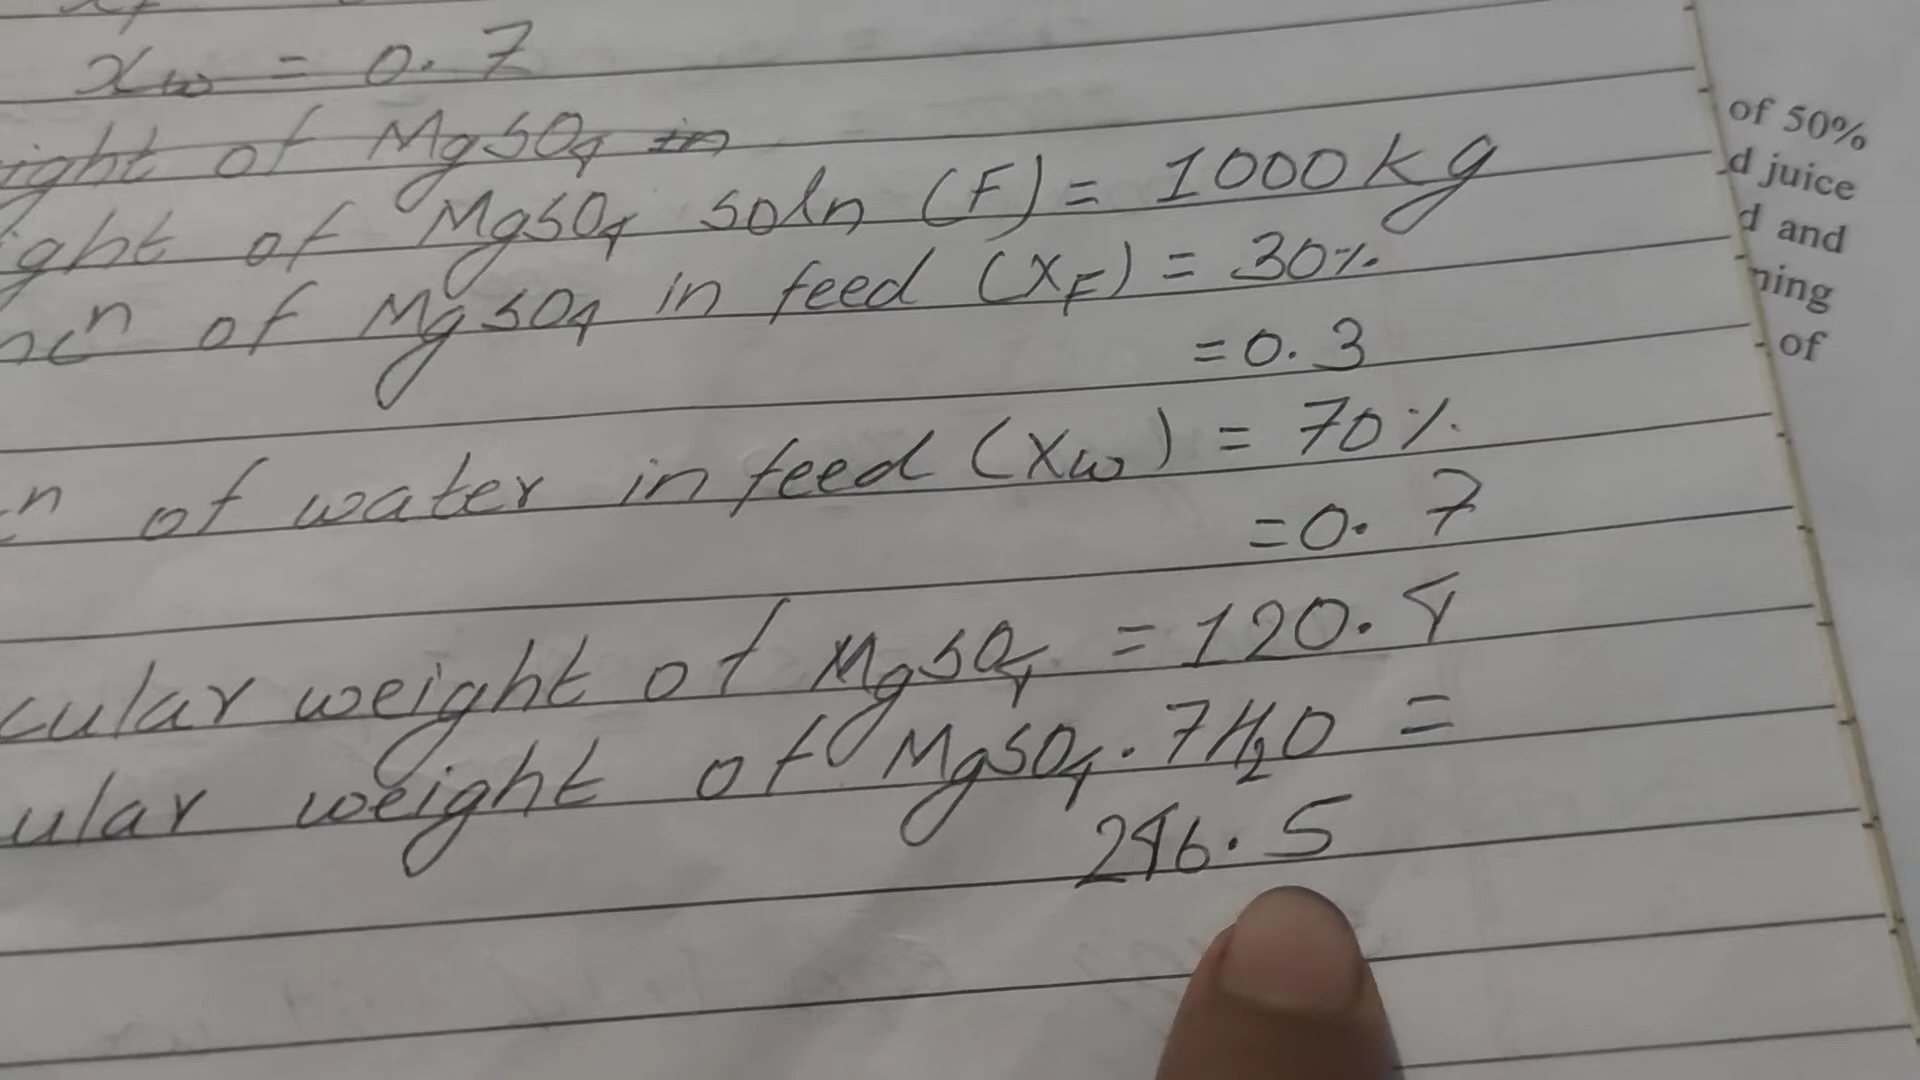 xw = 0.7
ight of MgSO4 in
ight of MgSO4 soln (F) = 1000 kg
ncn of MgSO4 in feed (XF) = 30%
= 0.3
n of water in feed (Xw) = 70%
= 0.7
cular weight of MgSO4 = 120.4
ular weight of MgSO4.7H2O =
246.5
of 50%
d juice
d and
ning
of